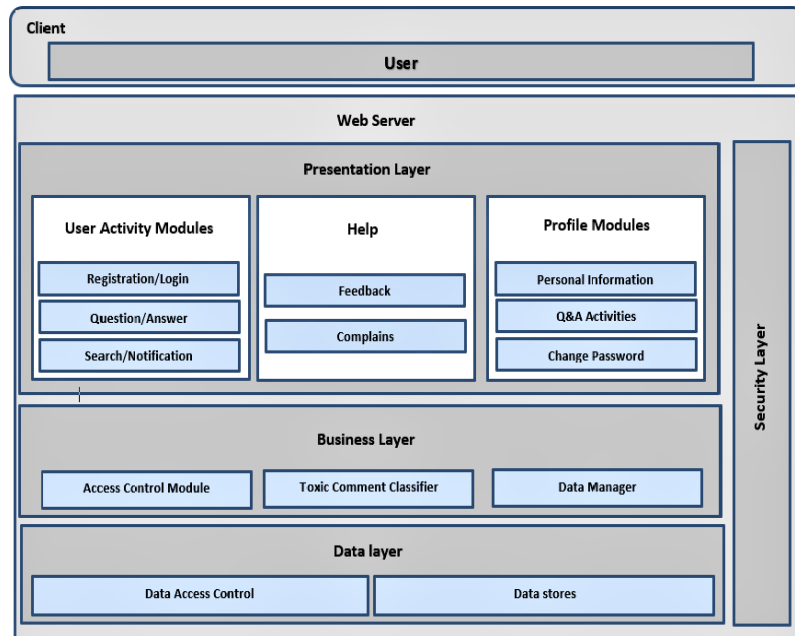 Client
User
Web Server
Presentation Layer
User Activity Modules
Registration/Login
Question/Answer
Search/Notification
Help
Feedback
Complains
Profile Modules
Personal Information
Q&A Activities
Change Password
Business Layer
Access Control Module
Toxic Comment Classifier
Data Manager
Data layer
Data Access Control
Data stores
Security Layer